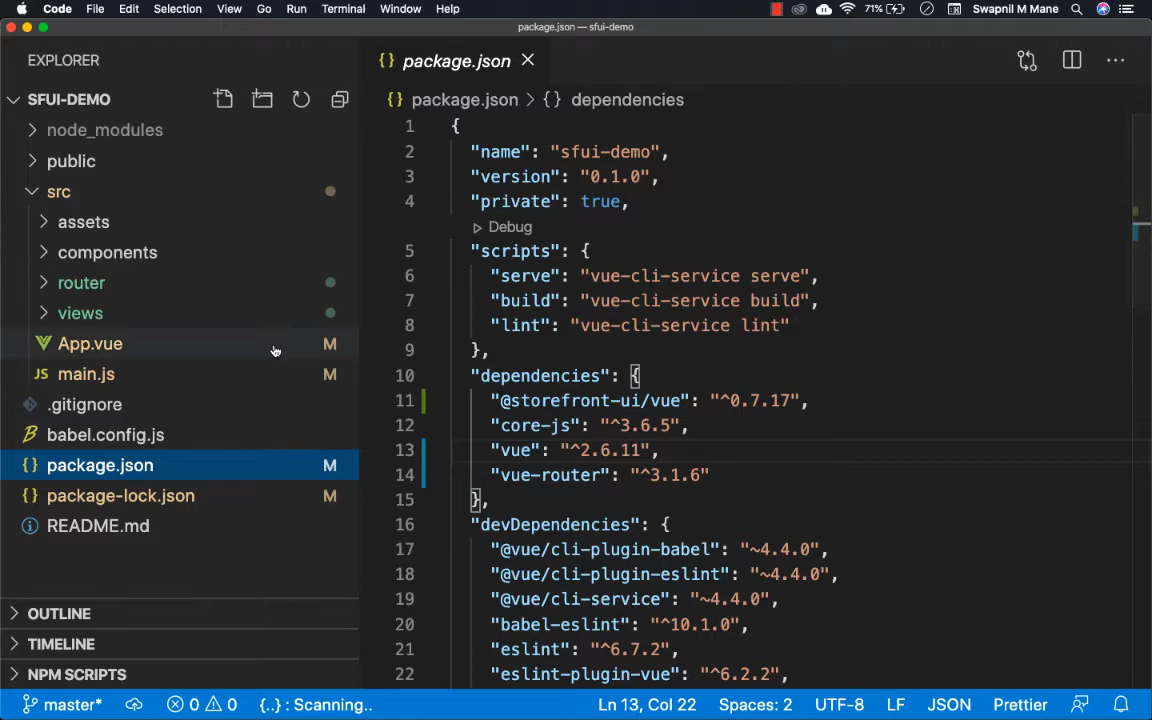 Code File Edit Selection View Go Run Terminal Window Help 71% Swapnil M Mane
package.json — sfui-demo
EXPLORER
SFUI-DEMO
node_modules
public
src
assets
components
router
views
App.vue M
JS main.js M
.gitignore
babel.config.js
{} package.json M
{} package-lock.json M
README.md
OUTLINE
TIMELINE
NPM SCRIPTS
{} package.json
{} package.json > {} dependencies
1 {
2 "name": "sfui-demo",
3 "version": "0.1.0",
4 "private": true,
Debug
5 "scripts": {
6 "serve": "vue-cli-service serve",
7 "build": "vue-cli-service build",
8 "lint": "vue-cli-service lint"
9 },
10 "dependencies": {
11 "@storefront-ui/vue": "^0.7.17",
12 "core-js": "^3.6.5",
13 "vue": "^2.6.11",
14 "vue-router": "^3.1.6"
15 },
16 "devDependencies": {
17 "@vue/cli-plugin-babel": "~4.4.0",
18 "@vue/cli-plugin-eslint": "~4.4.0",
19 "@vue/cli-service": "~4.4.0",
20 "babel-eslint": "^10.1.0",
21 "eslint": "^6.7.2",
22 "eslint-plugin-vue": "^6.2.2",
master* 0 0 {..} : Scanning.. Ln 13, Col 22 Spaces: 2 UTF-8 LF JSON Prettier